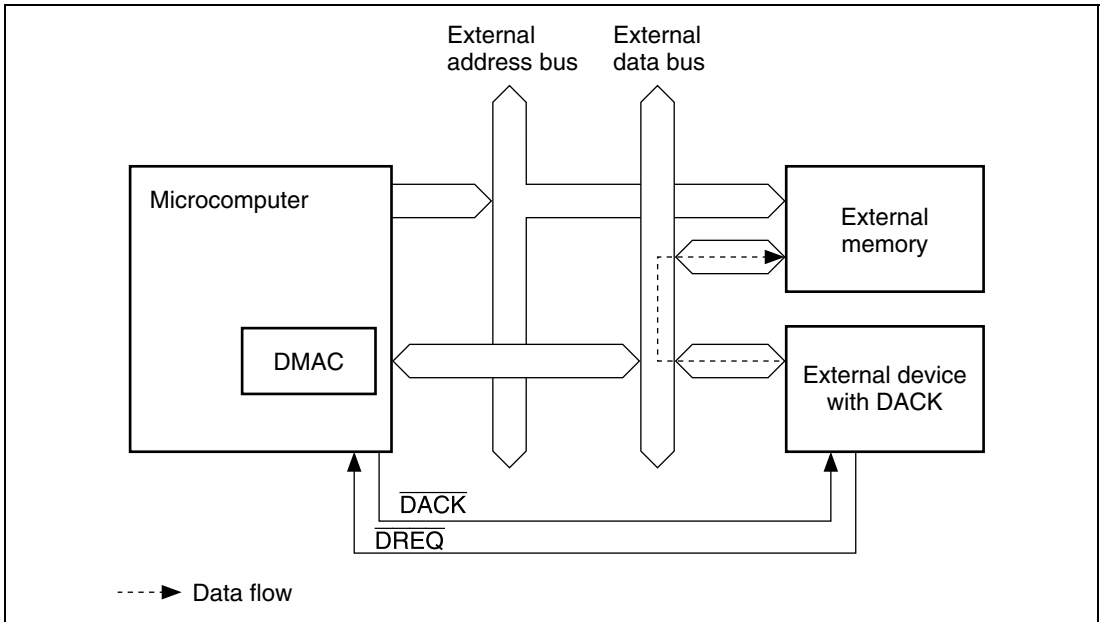 External
address bus
External
data bus
Microcomputer
External
memory
DMAC
External device
with DACK
DACK
DREQ
Data flow